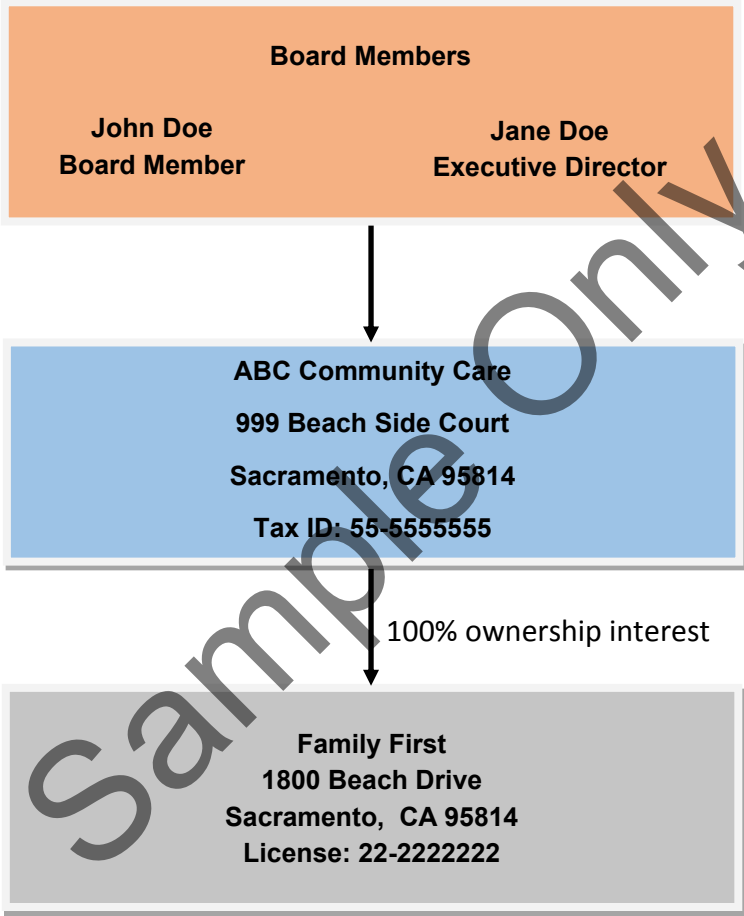 Board Members
John Doe
Board Member
Jane Doe
Executive Director
ABC Community Care
999 Beach Side Court
Sacramento, CA 95814
Tax ID: 55-5555555
100% ownership interest
Family First
1800 Beach Drive
Sacramento, CA 95814
License: 22-2222222
Sample Only